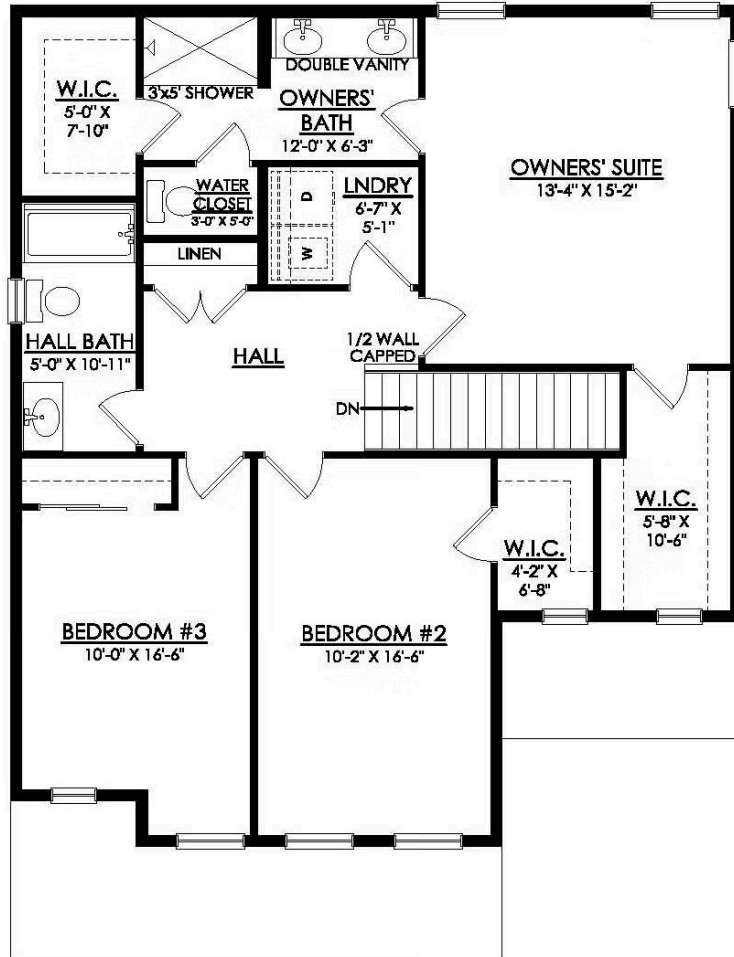 W.I.C.
5'-0" X
7'-10"
3'x5' SHOWER
DOUBLE VANITY
OWNERS'
BATH
12'-0" X 6'-3"
OWNERS' SUITE
13'-4" X 15'-2"
WATER
CLOSET
3'-0" X 5'-0"
D
W
LNDRY
6'-7" X
5'-1"
LINEN
HALL BATH
5'-0" X 10'-11"
HALL
1/2 WALL
CAPPED
DN
W.I.C.
5'-8" X
10'-6"
W.I.C.
4'-2" X
6'-8"
BEDROOM #3
10'-0" X 16'-6"
BEDROOM #2
10'-2" X 16'-6"